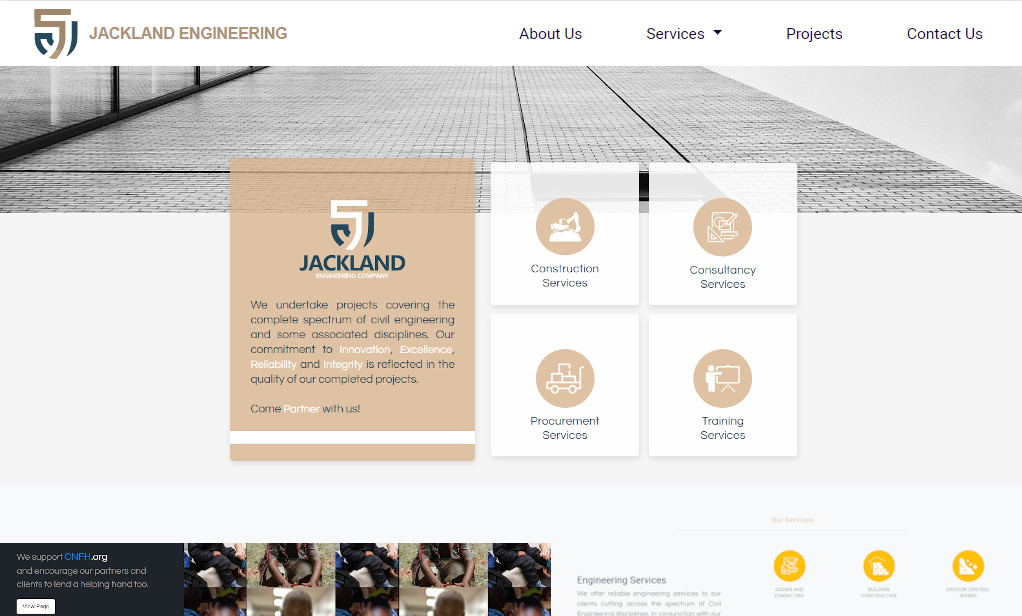 JACKLAND ENGINEERING
About Us
Services
Projects
Contact Us
JACKLAND
ENGINEERING COMPANY
We undertake projects covering the
complete spectrum of civil engineering
and some associated disciplines. Our
commitment to Innovation, Excellence,
Reliability and Integrity is reflected in the
quality of our completed projects.
Come Partner with us!
Construction
Services
Consultancy
Services
Procurement
Services
Training
Services
We support CNFH.org
and encourage our partners and
clients to lend a helping hand too.
View Page
Our Services
Engineering Services
We offer reliable engineering services to our
clients cutting across the spectrum of Civil
Engineering disciplines. In conjunction with our
DESIGN AND
CONSULTING
BUILDING
CONSTRUCTION
EROSION CONTROL
WORKS